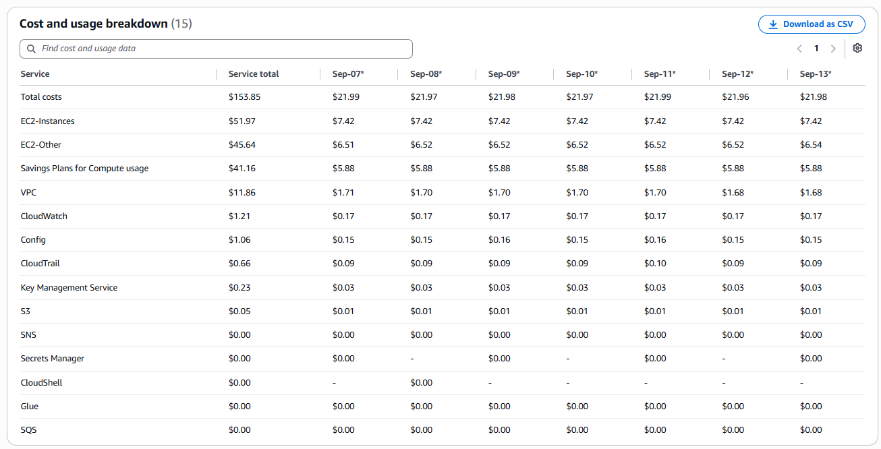 Cost and usage breakdown (15)
Download as CSV
Find cost and usage data
1
Service Service total Sep-07* Sep-08* Sep-09* Sep-10* Sep-11* Sep-12* Sep-13*
Total costs $153.85 $21.99 $21.97 $21.98 $21.97 $21.99 $21.96 $21.98
EC2-Instances $51.97 $7.42 $7.42 $7.42 $7.42 $7.42 $7.42 $7.42
EC2-Other $45.64 $6.51 $6.52 $6.52 $6.52 $6.52 $6.52 $6.54
Savings Plans for Compute usage $41.16 $5.88 $5.88 $5.88 $5.88 $5.88 $5.88 $5.88
VPC $11.86 $1.71 $1.70 $1.70 $1.70 $1.70 $1.68 $1.68
CloudWatch $1.21 $0.17 $0.17 $0.17 $0.17 $0.17 $0.17 $0.17
Config $1.06 $0.15 $0.15 $0.16 $0.15 $0.16 $0.15 $0.15
CloudTrail $0.66 $0.09 $0.09 $0.09 $0.09 $0.10 $0.09 $0.09
Key Management Service $0.23 $0.03 $0.03 $0.03 $0.03 $0.03 $0.03 $0.03
S3 $0.05 $0.01 $0.01 $0.01 $0.01 $0.01 $0.01 $0.01
SNS $0.00 $0.00 $0.00 $0.00 $0.00 $0.00 $0.00 $0.00
Secrets Manager $0.00 $0.00 - $0.00 - $0.00 - $0.00
CloudShell $0.00 - $0.00 - - - - -
Glue $0.00 $0.00 $0.00 $0.00 $0.00 $0.00 $0.00 $0.00
SQS $0.00 $0.00 $0.00 $0.00 $0.00 $0.00 $0.00 $0.00